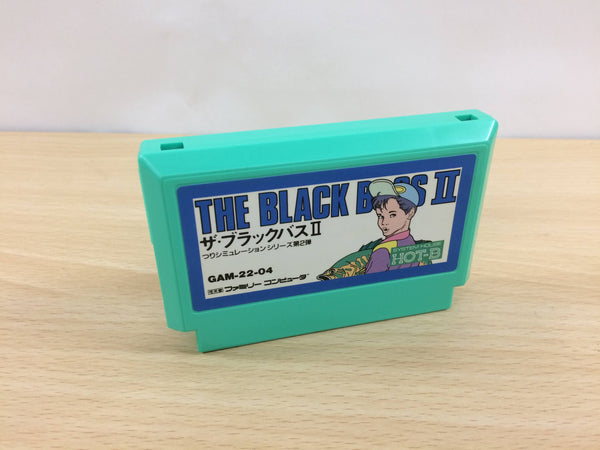 THE BLACK BASS II
ザ・ブラックバスII
つりシミュレーションシリーズ第2弾
SYSTEM HOUSE
HOT-B
GAM-22-04
ファミリー コンピュータ